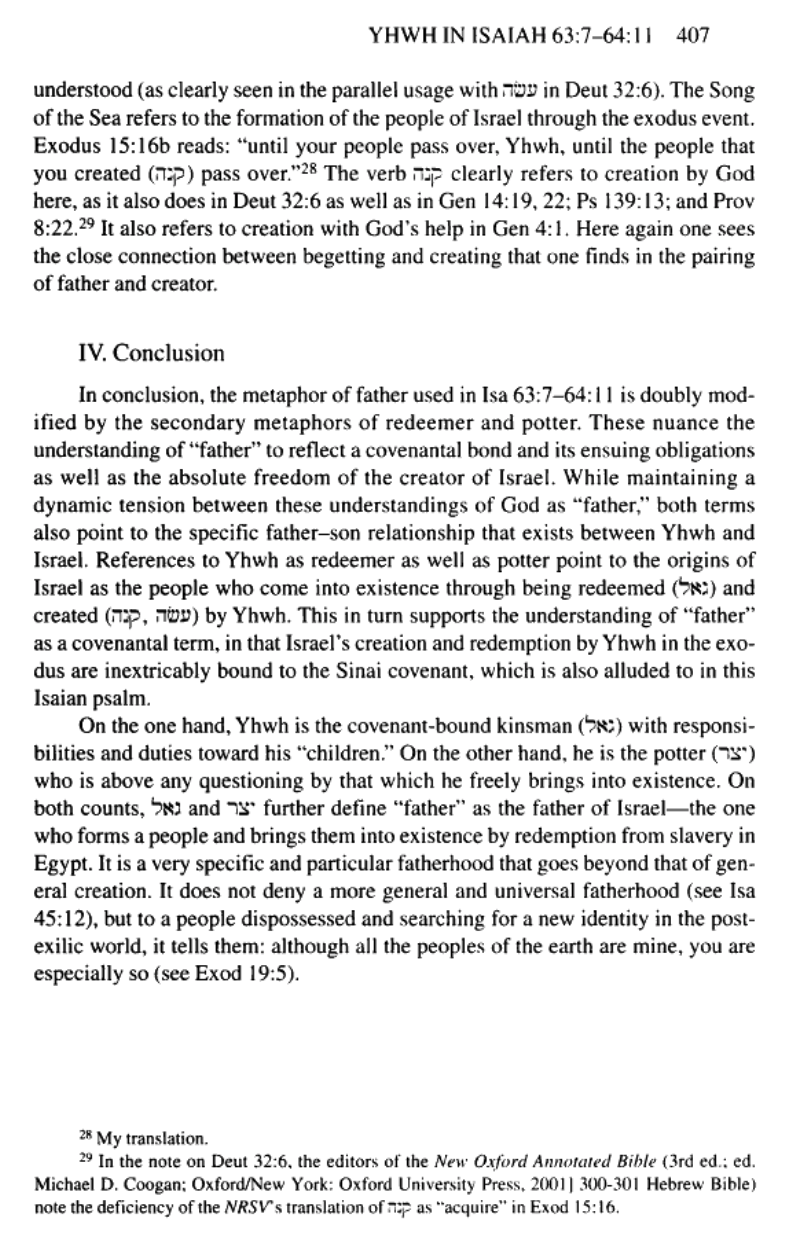 YHWH IN ISAIAH 63:7–64:11 407
understood (as clearly seen in the parallel usage with עשׂה in Deut 32:6). The Song
of the Sea refers to the formation of the people of Israel through the exodus event.
Exodus 15:16b reads: “until your people pass over, Yhwh, until the people that
you created (קנה) pass over.”²⁸ The verb קנה clearly refers to creation by God
here, as it also does in Deut 32:6 as well as in Gen 14:19, 22; Ps 139:13; and Prov
8:22.²⁹ It also refers to creation with God’s help in Gen 4:1. Here again one sees
the close connection between begetting and creating that one finds in the pairing
of father and creator.
IV. Conclusion
In conclusion, the metaphor of father used in Isa 63:7–64:11 is doubly mod-
ified by the secondary metaphors of redeemer and potter. These nuance the
understanding of “father” to reflect a covenantal bond and its ensuing obligations
as well as the absolute freedom of the creator of Israel. While maintaining a
dynamic tension between these understandings of God as “father,” both terms
also point to the specific father–son relationship that exists between Yhwh and
Israel. References to Yhwh as redeemer as well as potter point to the origins of
Israel as the people who come into existence through being redeemed (גאל) and
created (קנה, עשׂה) by Yhwh. This in turn supports the understanding of “father”
as a covenantal term, in that Israel’s creation and redemption by Yhwh in the exo-
dus are inextricably bound to the Sinai covenant, which is also alluded to in this
Isaian psalm.
On the one hand, Yhwh is the covenant-bound kinsman (גאל) with responsi-
bilities and duties toward his “children.” On the other hand, he is the potter (יצר)
who is above any questioning by that which he freely brings into existence. On
both counts, גאל and יצר further define “father” as the father of Israel—the one
who forms a people and brings them into existence by redemption from slavery in
Egypt. It is a very specific and particular fatherhood that goes beyond that of gen-
eral creation. It does not deny a more general and universal fatherhood (see Isa
45:12), but to a people dispossessed and searching for a new identity in the post-
exilic world, it tells them: although all the peoples of the earth are mine, you are
especially so (see Exod 19:5).
²⁸ My translation.
²⁹ In the note on Deut 32:6, the editors of the New Oxford Annotated Bible (3rd ed.; ed.
Michael D. Coogan; Oxford/New York: Oxford University Press, 2001] 300-301 Hebrew Bible)
note the deficiency of the NRSV’s translation of קנה as “acquire” in Exod 15:16.